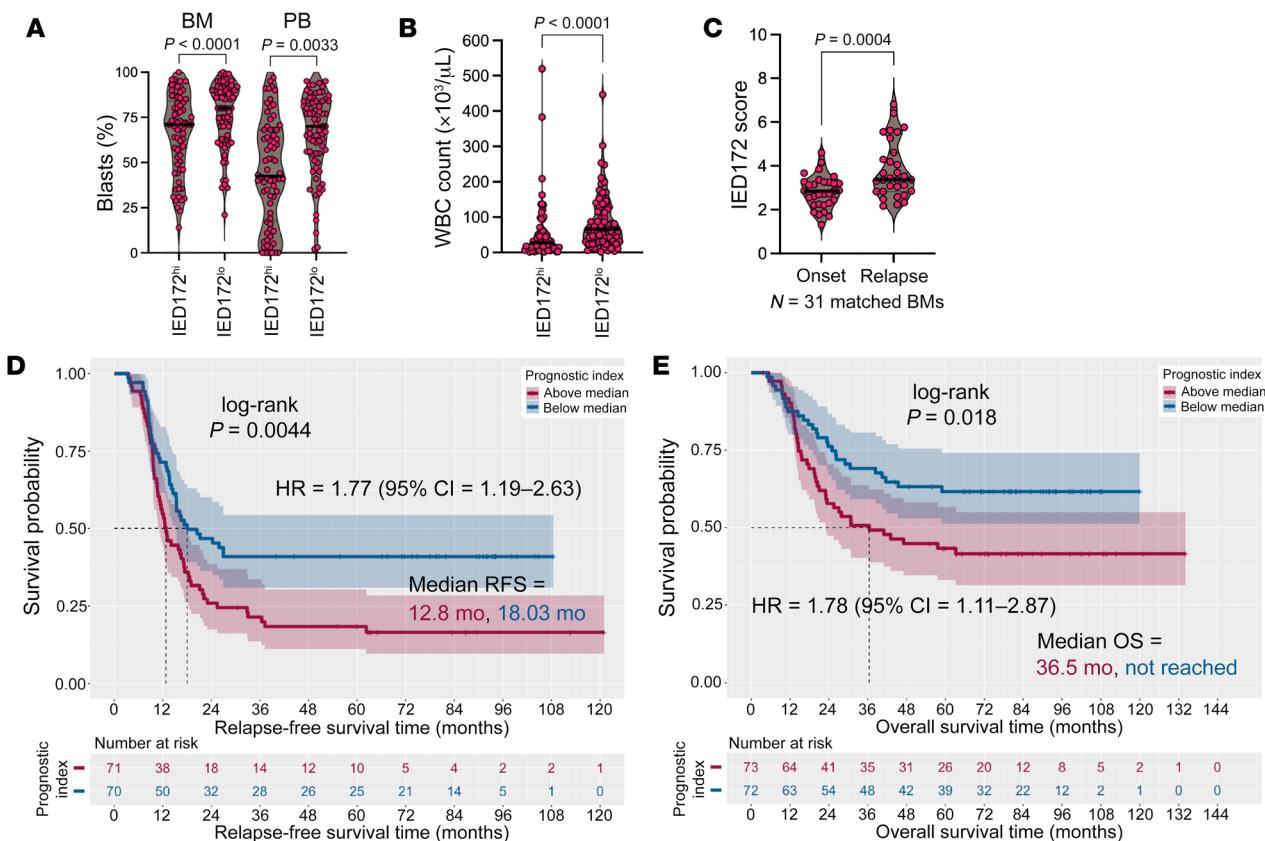 A
BM
PB
P < 0.0001
P = 0.0033
Blasts (%)
100
75
50
25
0
IED172hi
IED172lo
IED172hi
IED172lo
B
P < 0.0001
WBC count (×10³/μL)
600
500
400
300
200
100
0
IED172hi
IED172lo
C
P = 0.0004
IED172 score
10
8
6
4
2
0
Onset Relapse
N = 31 matched BMs
D
Prognostic index
Above median
Below median
log-rank
P = 0.0044
HR = 1.77 (95% CI = 1.19–2.63)
Median RFS =
12.8 mo, 18.03 mo
Survival probability
1.00
0.75
0.50
0.25
0.00
0 12 24 36 48 60 72 84 96 108 120
Relapse-free survival time (months)
Number at risk
Prognostic
index
71 38 18 14 12 10 5 4 2 2 1
70 50 32 28 26 25 21 14 5 1 0
0 12 24 36 48 60 72 84 96 108 120
Relapse-free survival time (months)
E
Prognostic index
Above median
Below median
log-rank
P = 0.018
HR = 1.78 (95% CI = 1.11–2.87)
Median OS =
36.5 mo, not reached
Survival probability
1.00
0.75
0.50
0.25
0.00
0 12 24 36 48 60 72 84 96 108 120 132 144
Overall survival time (months)
Number at risk
Prognostic
index
73 64 41 35 31 26 20 12 8 5 2 1 0
72 63 54 48 42 39 32 22 12 2 1 0 0
0 12 24 36 48 60 72 84 96 108 120 132 144
Overall survival time (months)